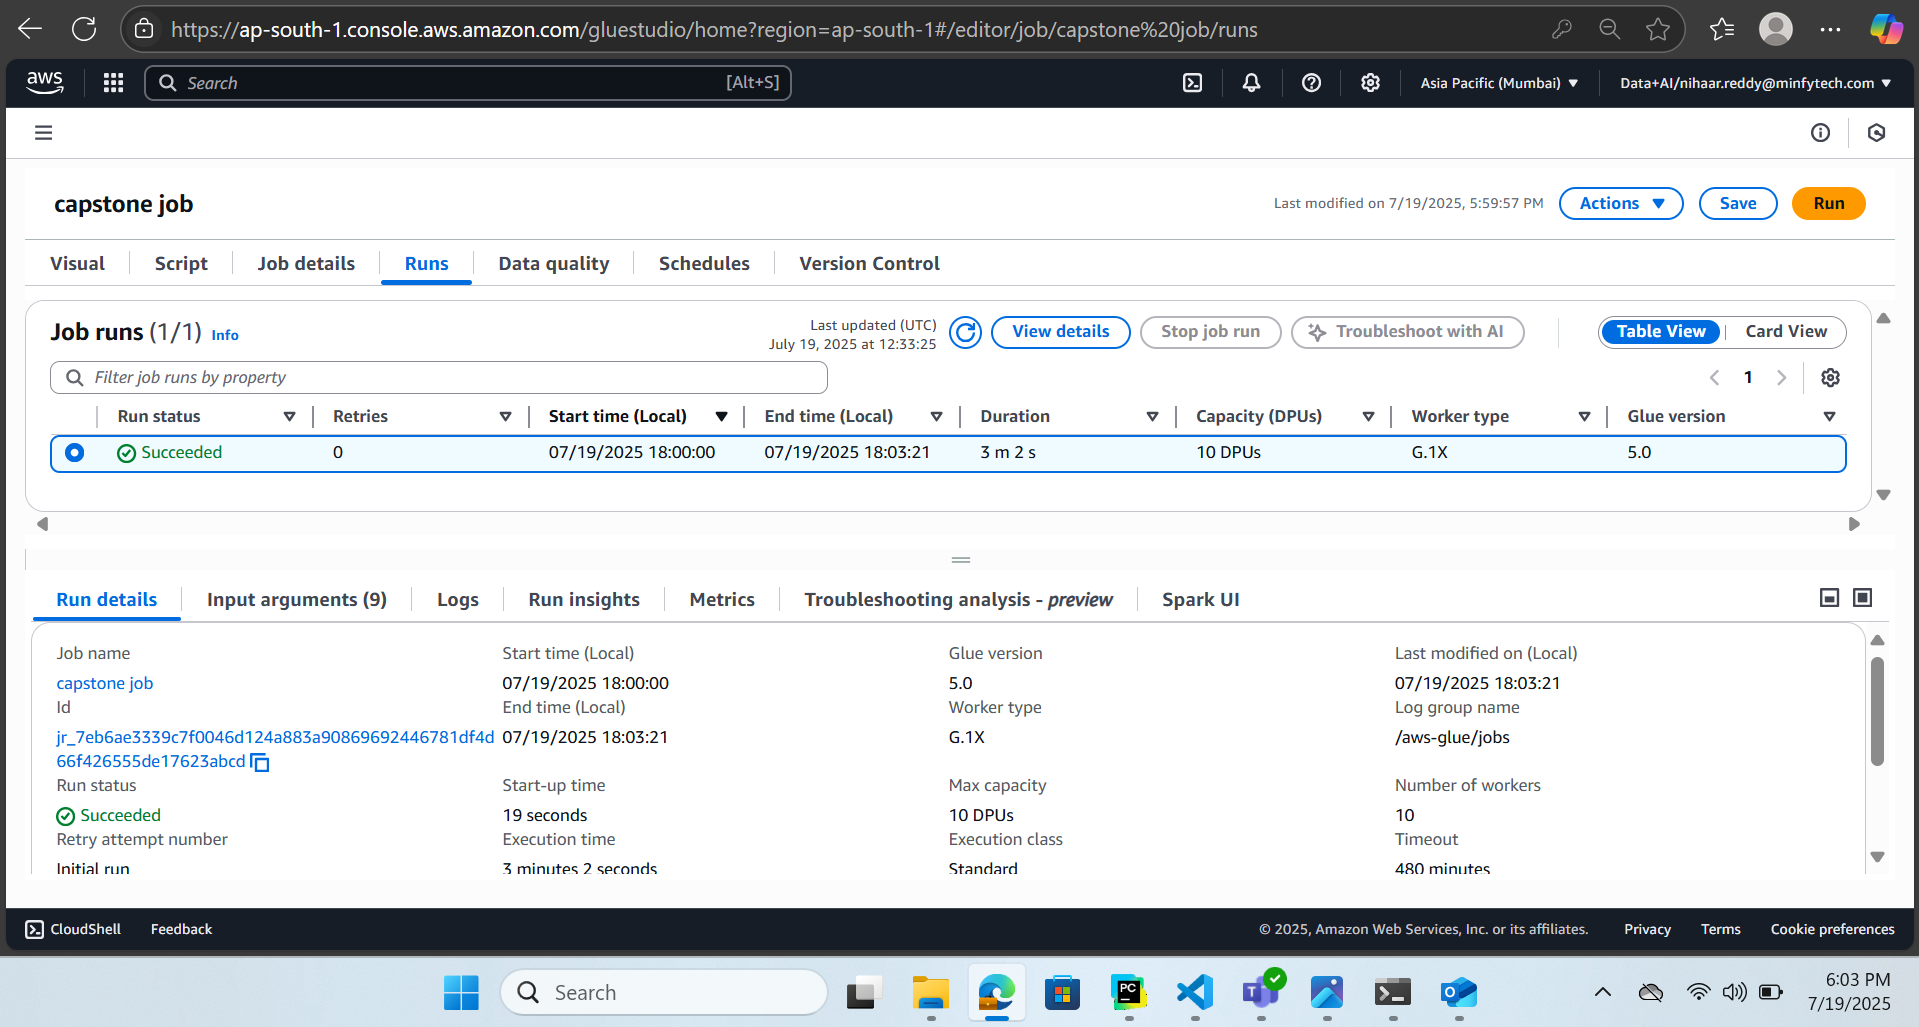 https://ap-south-1.console.aws.amazon.com/gluestudio/home?region=ap-south-1#/editor/job/capstone%20job/runs
aws
Search
[Alt+S]
Asia Pacific (Mumbai)
Data+AI/nihaar.reddy@minfytech.com
capstone job
Last modified on 7/19/2025, 5:59:57 PM
Actions
Save
Run
Visual
Script
Job details
Runs
Data quality
Schedules
Version Control
Job runs (1/1) Info
Last updated (UTC)
July 19, 2025 at 12:33:25
View details
Stop job run
Troubleshoot with AI
Table View
Card View
Filter job runs by property
1
Run status
Retries
Start time (Local)
End time (Local)
Duration
Capacity (DPUs)
Worker type
Glue version
Succeeded
0
07/19/2025 18:00:00
07/19/2025 18:03:21
3 m 2 s
10 DPUs
G.1X
5.0
Run details
Input arguments (9)
Logs
Run insights
Metrics
Troubleshooting analysis - preview
Spark UI
Job name
Start time (Local)
Glue version
Last modified on (Local)
capstone job
07/19/2025 18:00:00
5.0
07/19/2025 18:03:21
Id
End time (Local)
Worker type
Log group name
jr_7eb6ae3339c7f0046d124a883a90869692446781df4d
66f426555de17623abcd
07/19/2025 18:03:21
G.1X
/aws-glue/jobs
Run status
Start-up time
Max capacity
Number of workers
Succeeded
19 seconds
10 DPUs
10
Retry attempt number
Execution time
Execution class
Timeout
Initial run
3 minutes 2 seconds
Standard
480 minutes
CloudShell
Feedback
© 2025, Amazon Web Services, Inc. or its affiliates.
Privacy
Terms
Cookie preferences
Search
PC
T
O
6:03 PM
7/19/2025